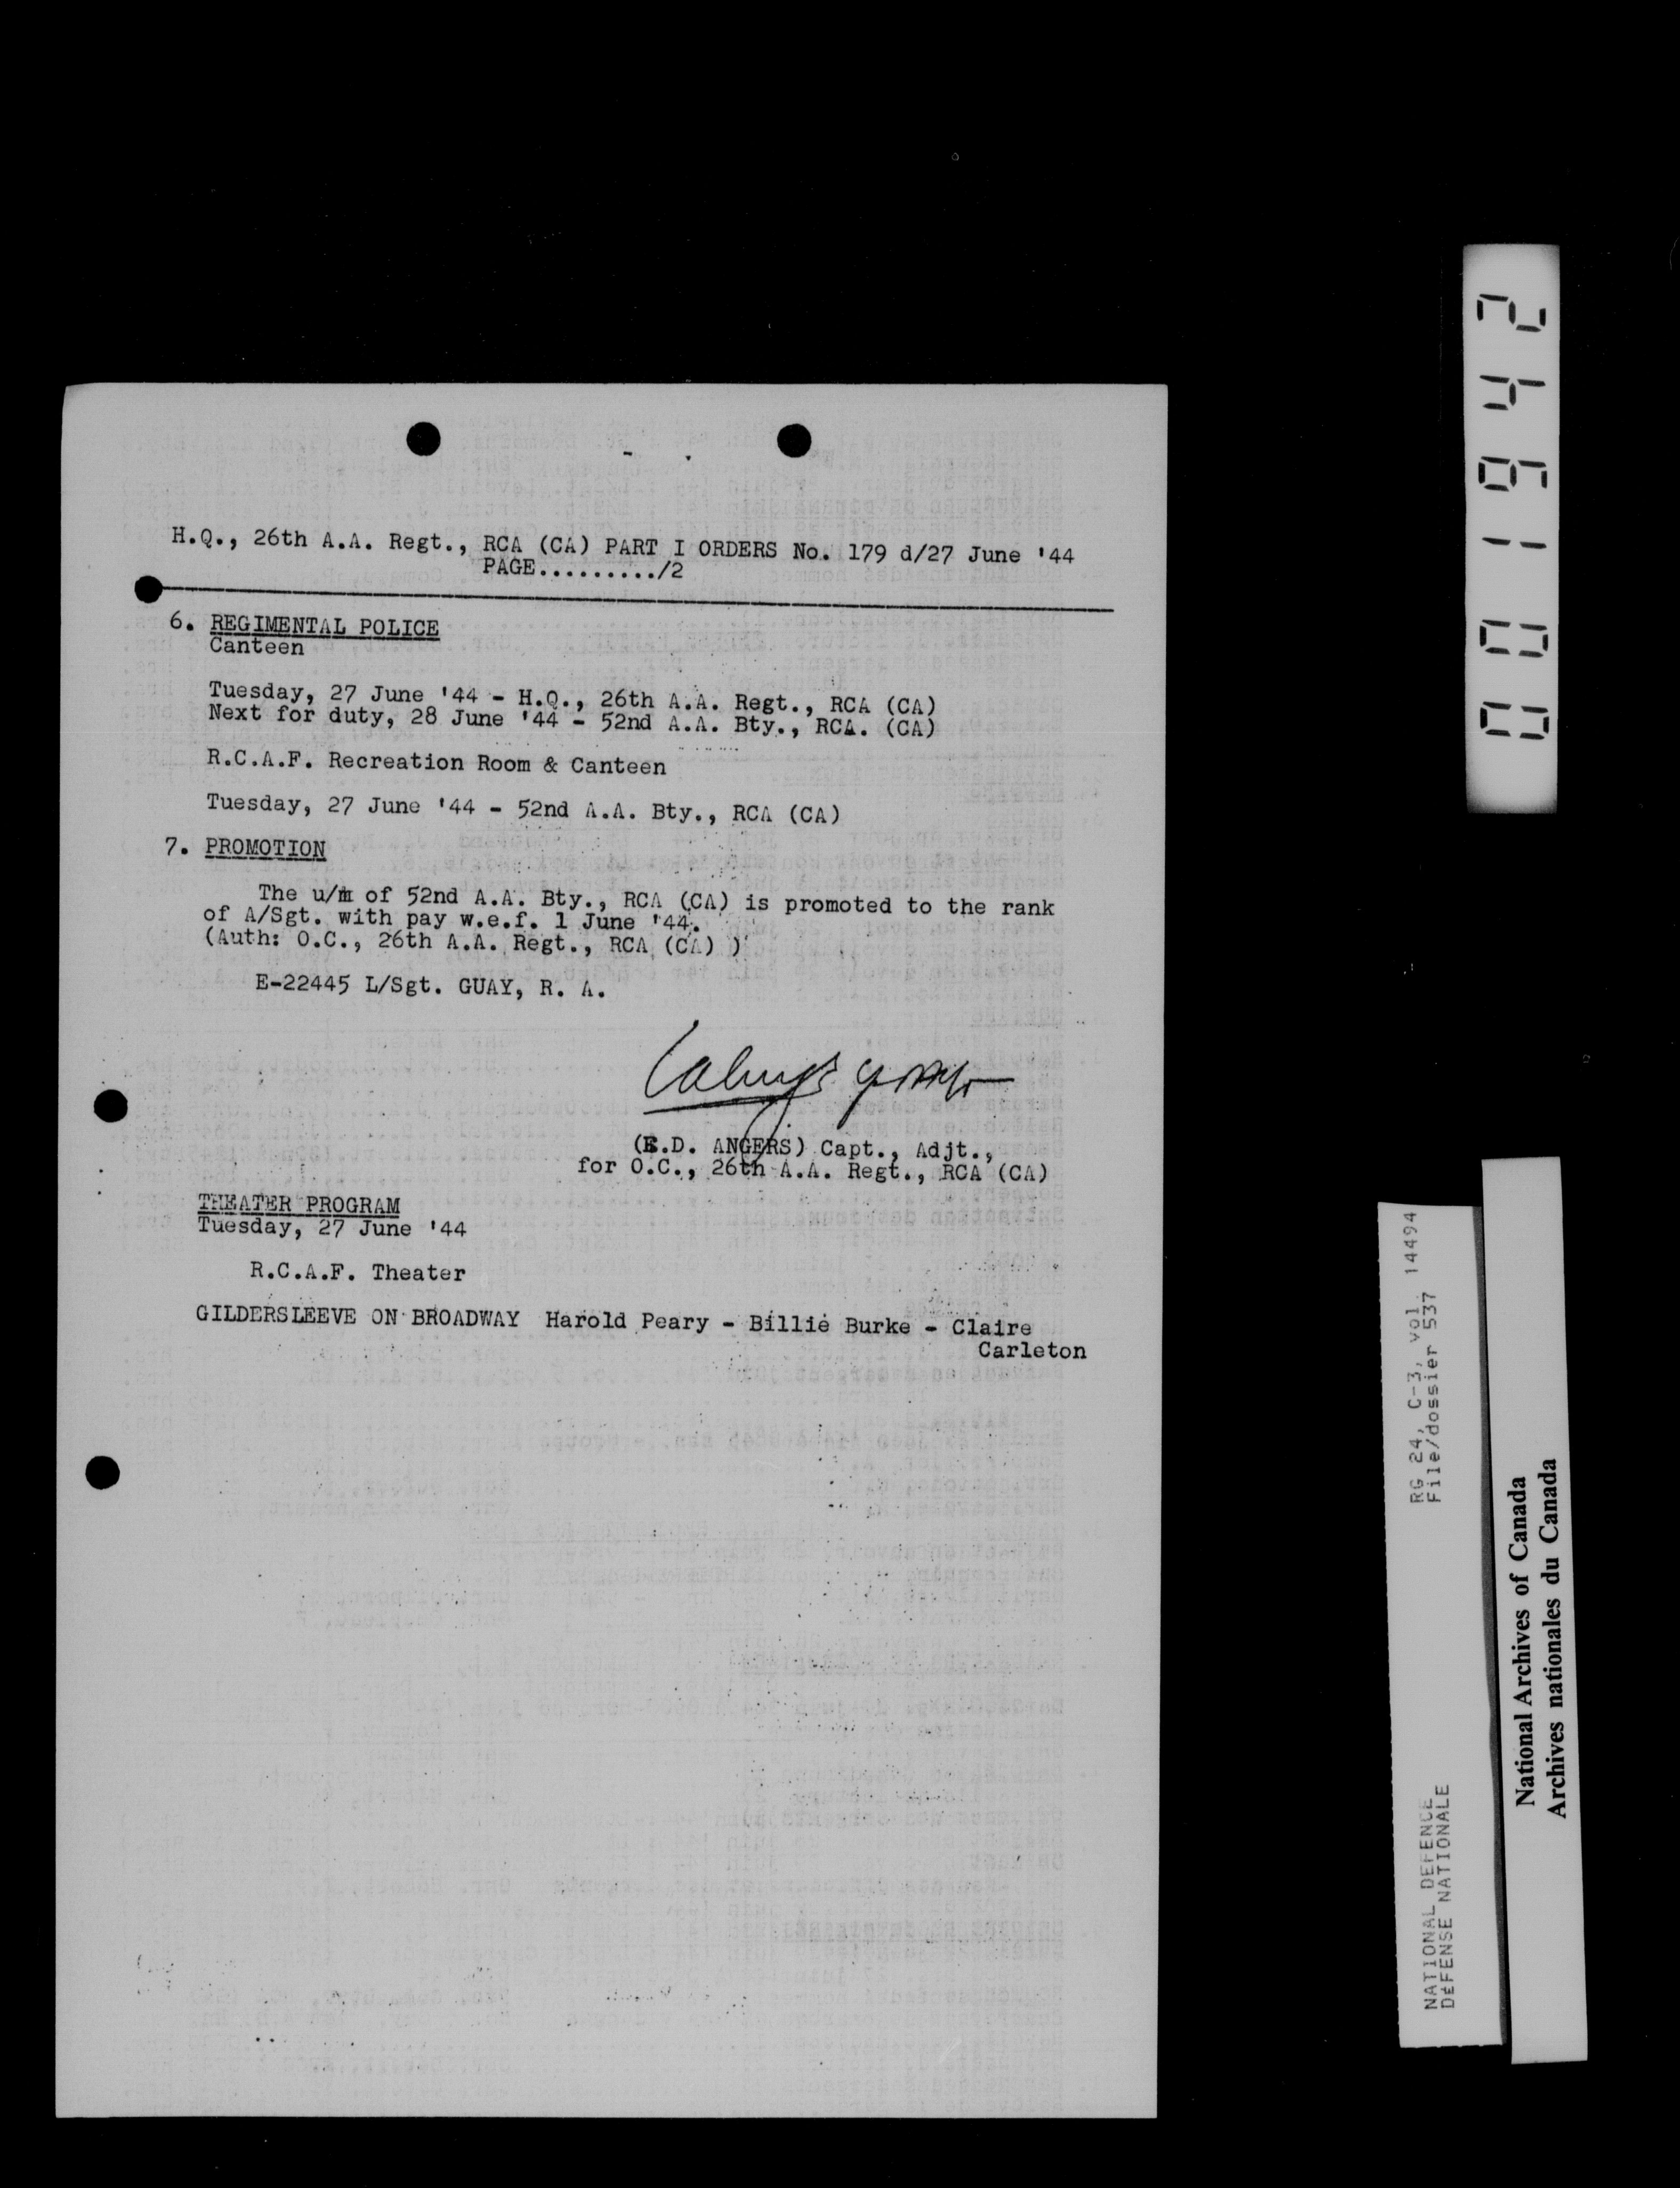 H.Q., 26th A.A. Regt., RCA (CA) PART I ORDERS No. 179 d/27 June '44
PAGE........./2
6. REGIMENTAL POLICE
Canteen
Tuesday, 27 June '44 - H.Q., 26th A.A. Regt., RCA (CA)
Next for duty, 28 June '44 - 52nd A.A. Bty., RCA. (CA)
R.C.A.F. Recreation Room & Canteen
Tuesday, 27 June '44 - 52nd A.A. Bty., RCA (CA)
7. PROMOTION
The u/m of 52nd A.A. Bty., RCA (CA) is promoted to the rank
of A/Sgt. with pay w.e.f. 1 June '44.
(Auth: O.C., 26th A.A. Regt., RCA (CA) )
E-22445 L/Sgt. GUAY, R. A.
(E.D. ANGERS) Capt., Adjt.,
for O.C., 26th A.A. Regt., RCA (CA)
THEATER PROGRAM
Tuesday, 27 June '44
R.C.A.F. Theater
GILDERSLEEVE ON BROADWAY Harold Peary - Billie Burke - Claire
Carleton
001942
NATIONAL DEFENCE RG 24, C-3, vol. 14494
DÉFENSE NATIONALE File/dossier 537
National Archives of Canada
Archives nationales du Canada